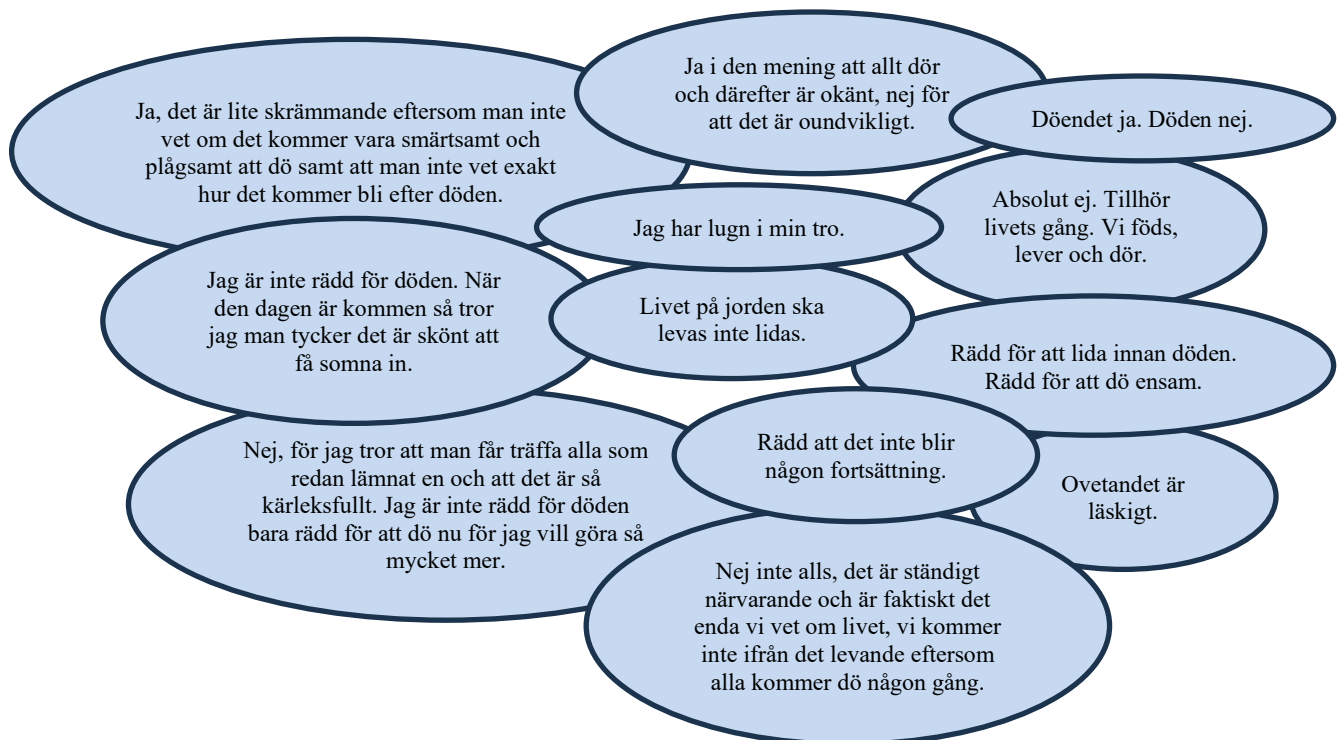 Ja, det är lite skrämmande eftersom man inte
vet om det kommer vara smärtsamt och
plågsamt att dö samt att man inte vet exakt
hur det kommer bli efter döden.
Ja i den mening att allt dör
och därefter är okänt, nej för
att det är oundvikligt.
Döendet ja. Döden nej.
Absolut ej. Tillhör
livets gång. Vi föds,
lever och dör.
Jag har lugn i min tro.
Jag är inte rädd för döden. När
den dagen är kommen så tror
jag man tycker det är skönt att
få somna in.
Livet på jorden ska
levas inte lidas.
Rädd för att lida innan döden.
Rädd för att dö ensam.
Nej, för jag tror att man får träffa alla som
redan lämnat en och att det är så
kärleksfullt. Jag är inte rädd för döden
bara rädd för att dö nu för jag vill göra så
mycket mer.
Rädd att det inte blir
någon fortsättning.
Ovetandet är
läskigt.
Nej inte alls, det är ständigt
närvarande och är faktiskt det
enda vi vet om livet, vi kommer
inte ifrån det levande eftersom
alla kommer dö någon gång.